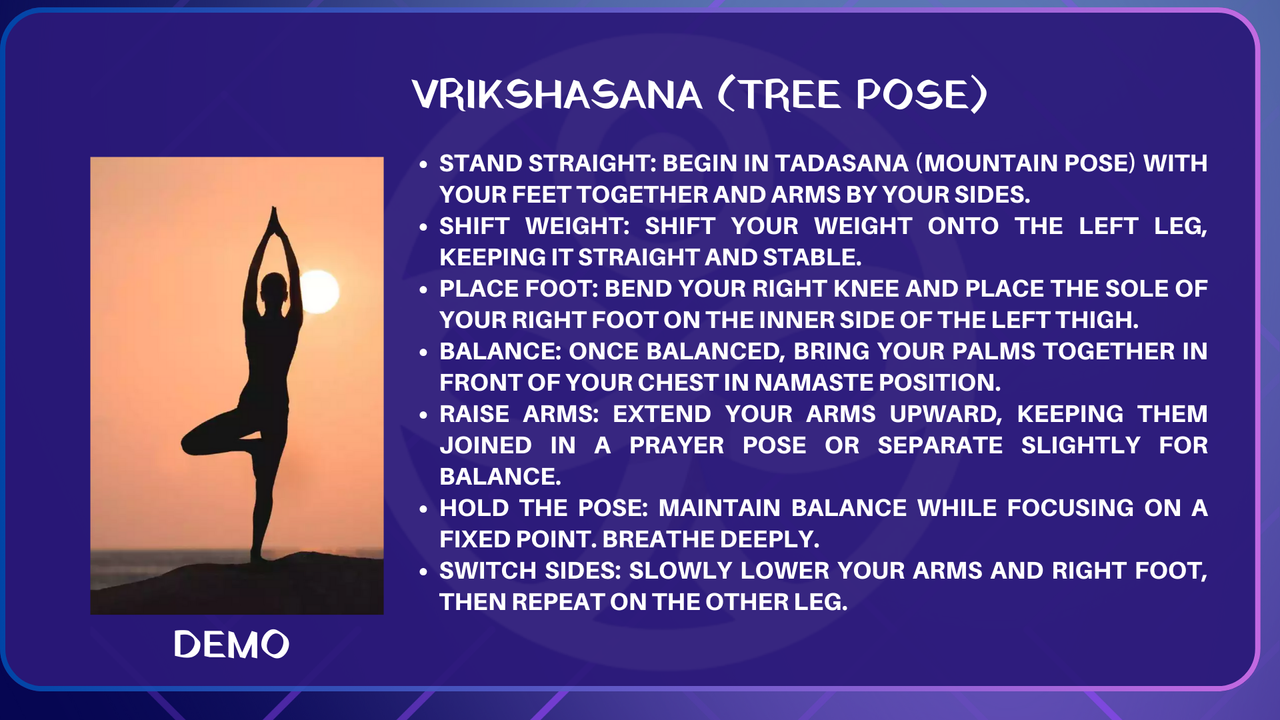 VRIKSHASANA (TREE POSE)
• STAND STRAIGHT: BEGIN IN TADASANA (MOUNTAIN POSE) WITH
YOUR FEET TOGETHER AND ARMS BY YOUR SIDES.
• SHIFT WEIGHT: SHIFT YOUR WEIGHT ONTO THE LEFT LEG,
KEEPING IT STRAIGHT AND STABLE.
• PLACE FOOT: BEND YOUR RIGHT KNEE AND PLACE THE SOLE OF
YOUR RIGHT FOOT ON THE INNER SIDE OF THE LEFT THIGH.
• BALANCE: ONCE BALANCED, BRING YOUR PALMS TOGETHER IN
FRONT OF YOUR CHEST IN NAMASTE POSITION.
• RAISE ARMS: EXTEND YOUR ARMS UPWARD, KEEPING THEM
JOINED IN A PRAYER POSE OR SEPARATE SLIGHTLY FOR
BALANCE.
• HOLD THE POSE: MAINTAIN BALANCE WHILE FOCUSING ON A
FIXED POINT. BREATHE DEEPLY.
• SWITCH SIDES: SLOWLY LOWER YOUR ARMS AND RIGHT FOOT,
THEN REPEAT ON THE OTHER LEG.
DEMO